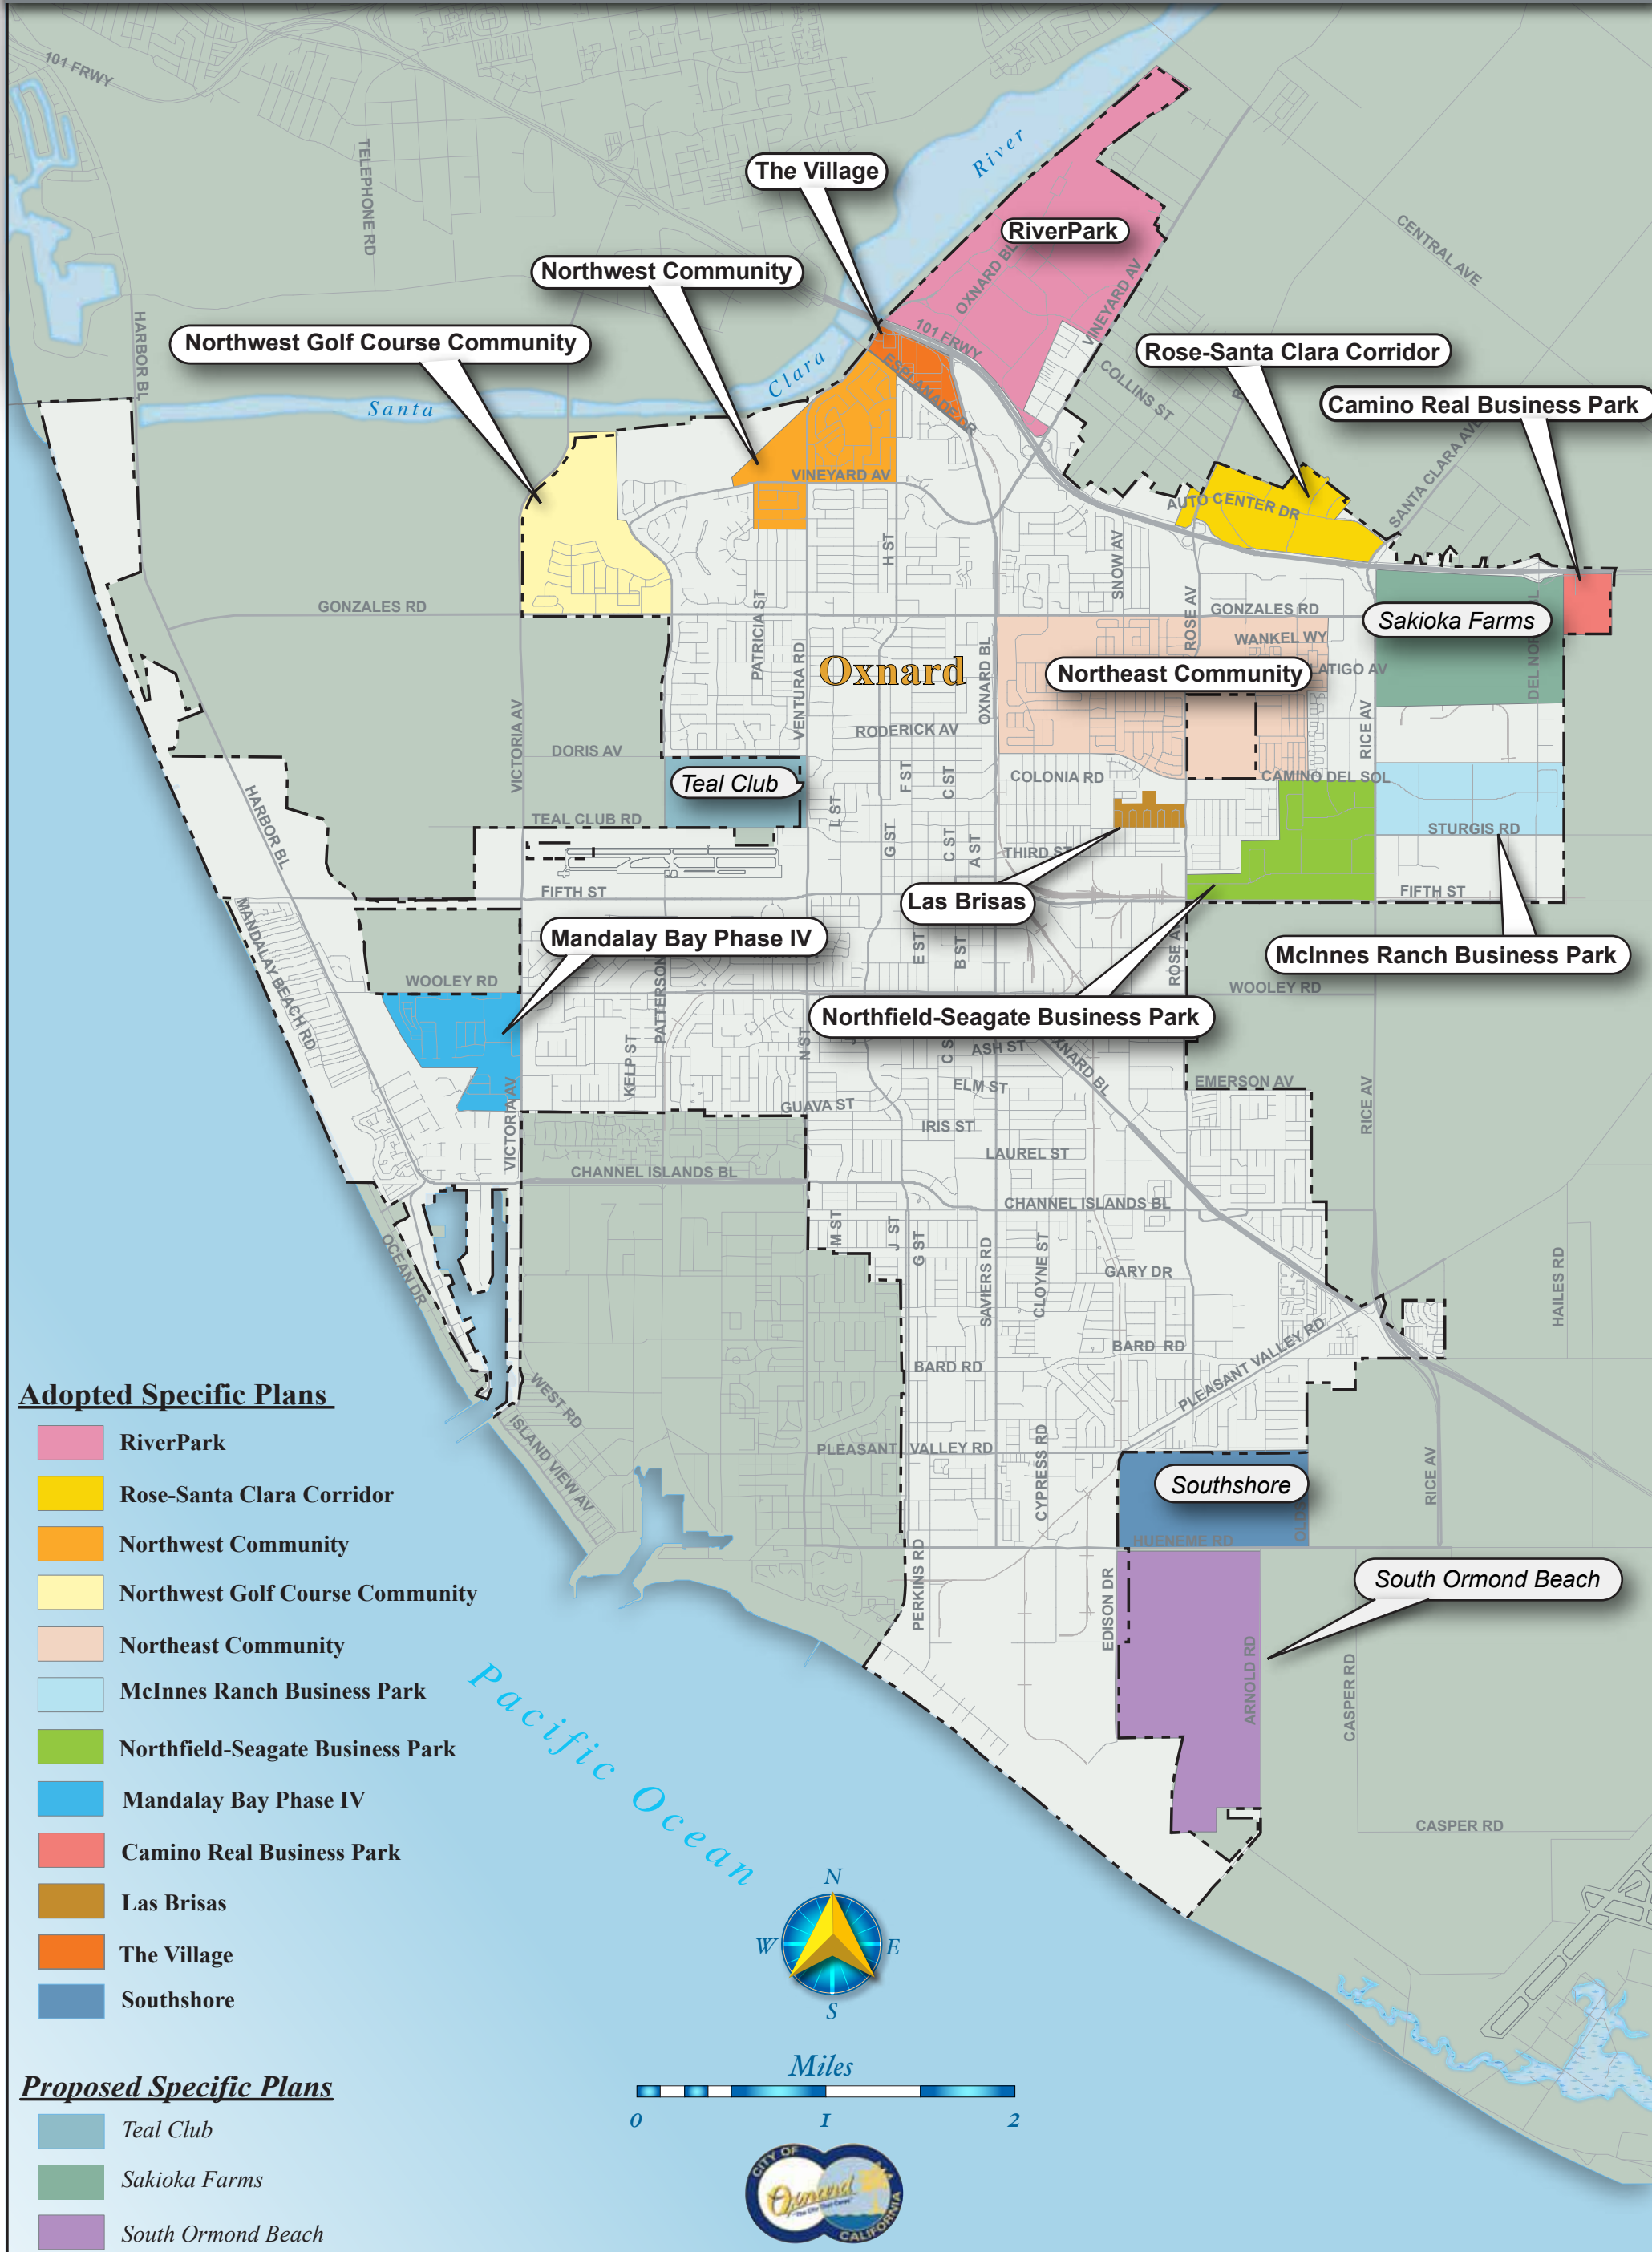 101 FRWY
TELEPHONE RD
River
The Village
RiverPark
OXNARD BL
VINEYARD AV
CENTRAL AVE
Northwest Community
HARBOR BL
101 FRWY
Northwest Golf Course Community
Rose-Santa Clara Corridor
COLLINS ST
Clara
ESPLANADE DR
Camino Real Business Park
Santa
SANTA CLARA AVE
VINEYARD AV
AUTO CENTER DR
H ST
SNOW AV
GONZALES RD
PATRICIA ST
ROSE AV
GONZALES RD
Sakioka Farms
WANKEL WY
VENTURA RD
Oxnard
OXNARD BL
Northeast Community
LATIGO AV
VICTORIA AV
RODERICK AV
RICE AV
DORIS AV
Teal Club
F ST
C ST
COLONIA RD
CAMINO DEL SOL
HARBOR BL
TEAL CLUB RD
L ST
G ST
C ST
A ST
THIRD ST
STURGIS RD
FIFTH ST
Las Brisas
FIFTH ST
MANDALAY BEACH RD
Mandalay Bay Phase IV
E ST
B ST
McInnes Ranch Business Park
WOOLEY RD
PATTERSON
WOOLEY RD
Northfield-Seagate Business Park
KELP ST
N ST
ASH ST
ELM ST
EMERSON AV
RICE AV
VICTORIA AV
GUAVA ST
IRIS ST
LAUREL ST
CHANNEL ISLANDS BL
CHANNEL ISLANDS BL
M ST
J ST
G ST
OCEAN DR
SAVIERS RD
CLOYNE ST
GARY DR
HAILES RD
BARD RD
BARD RD
PLEASANT VALLEY RD
WEST RD
ISLAND VIEW AV
PLEASANT VALLEY RD
CYPRESS RD
Southshore
RICE AV
HUENEME RD
PERKINS RD
EDISON DR
South Ormond Beach
ARNOLD RD
CASPER RD
CASPER RD
Pacific Ocean
Adopted Specific Plans
RiverPark
Rose-Santa Clara Corridor
Northwest Community
Northwest Golf Course Community
Northeast Community
McInnes Ranch Business Park
Northfield-Seagate Business Park
Mandalay Bay Phase IV
Camino Real Business Park
Las Brisas
The Village
Southshore
Proposed Specific Plans
Teal Club
Sakioka Farms
South Ormond Beach
N
W E
S
Miles
0 1 2
CITY OF
Oxnard
"The City That Cares"
CALIFORNIA